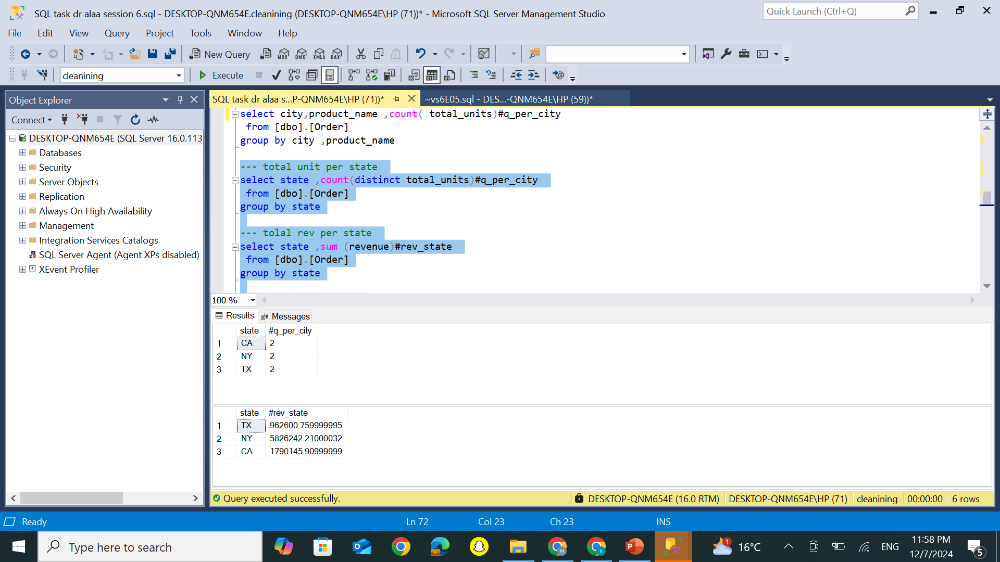 SQL task dr alaa session 6.sql - DESKTOP-QNM654E.cleanining (DESKTOP-QNM654E\HP (71))* - Microsoft SQL Server Management Studio
Quick Launch (Ctrl+Q)
File Edit View Query Project Tools Window Help
New Query MDX DMX XMLA DAX
cleanining Execute
Object Explorer
Connect
DESKTOP-QNM654E (SQL Server 16.0.113
Databases
Security
Server Objects
Replication
Always On High Availability
Management
Integration Services Catalogs
SQL Server Agent (Agent XPs disabled)
XEvent Profiler
SQL task dr alaa s...P-QNM654E\HP (71))* ~vs6E05.sql - DES...-QNM654E\HP (59))*
select city,product_name ,count( total_units)#q_per_city
from [dbo].[Order]
group by city ,product_name
--- total unit per state
select state ,count(distinct total_units)#q_per_city
from [dbo].[Order]
group by state
--- tolal rev per state
select state ,sum (revenue)#rev_state
from [dbo].[Order]
group by state
100 %
Results Messages
state #q_per_city
1 CA 2
2 NY 2
3 TX 2
state #rev_state
1 TX 962600.759999995
2 NY 5826242.21000032
3 CA 1790145.90999999
Query executed successfully. DESKTOP-QNM654E (16.0 RTM) DESKTOP-QNM654E\HP (71) cleanining 00:00:00 6 rows
Ready Ln 72 Col 23 Ch 23 INS
Type here to search
1 16°C ENG 11:58 PM
12/7/2024
5